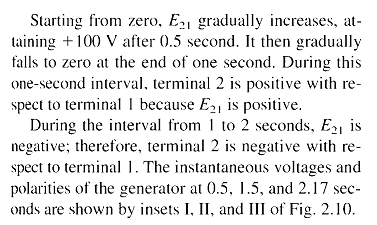 Starting from zero, E₂₁ gradually increases, at-
taining +100 V after 0.5 second. It then gradually
falls to zero at the end of one second. During this
one-second interval, terminal 2 is positive with re-
spect to terminal 1 because E₂₁ is positive.
During the interval from 1 to 2 seconds, E₂₁ is
negative; therefore, terminal 2 is negative with re-
spect to terminal 1. The instantaneous voltages and
polarities of the generator at 0.5, 1.5, and 2.17 sec-
onds are shown by insets I, II, and III of Fig. 2.10.